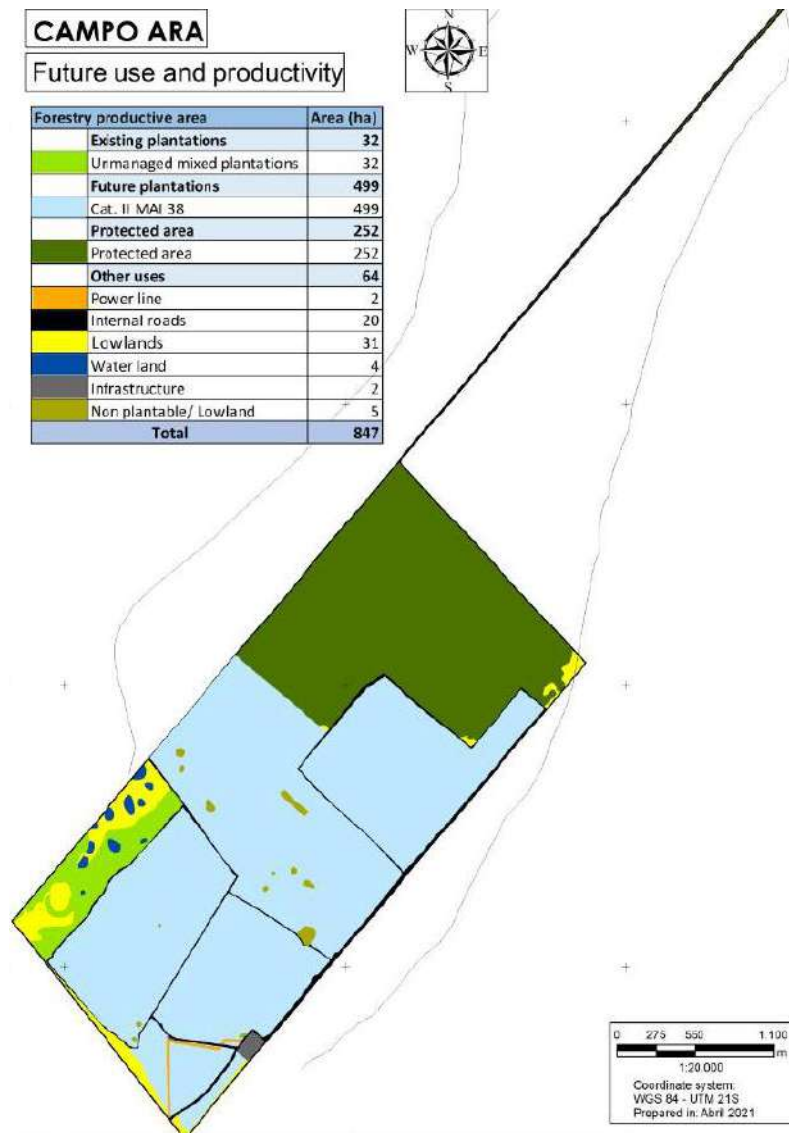 CAMPO ARA
Future use and productivity
N
W E
S
Forestry productive area Area (ha)
Existing plantations 32
Unmanaged mixed plantations 32
Future plantations 499
Cat. II MAI 38 499
Protected area 252
Protected area 252
Other uses 64
Power line 2
Internal roads 20
Lowlands 31
Water land 4
Infrastructure 2
Non plantable/ Lowland 5
Total 847
0 275 550 1.100
m
1:20.000
Coordinate system:
WGS 84 - UTM 21S
Prepared in: Abril 2021